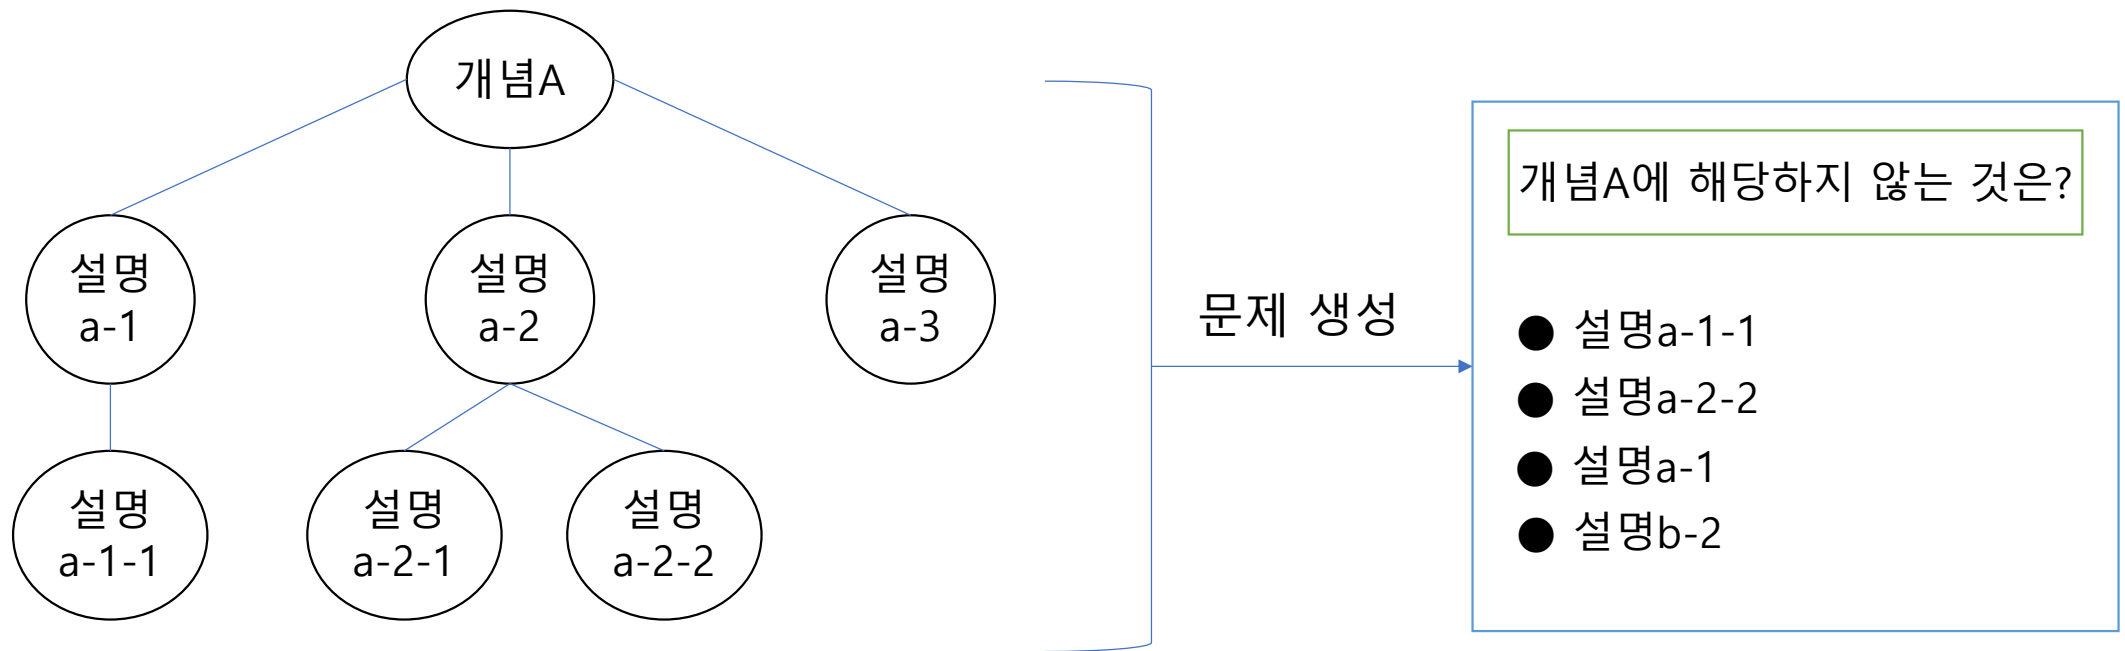 개념A
설명
a-1
설명
a-2
설명
a-3
설명
a-1-1
설명
a-2-1
설명
a-2-2
문제 생성
개념A에 해당하지 않는 것은?
● 설명a-1-1
● 설명a-2-2
● 설명a-1
● 설명b-2